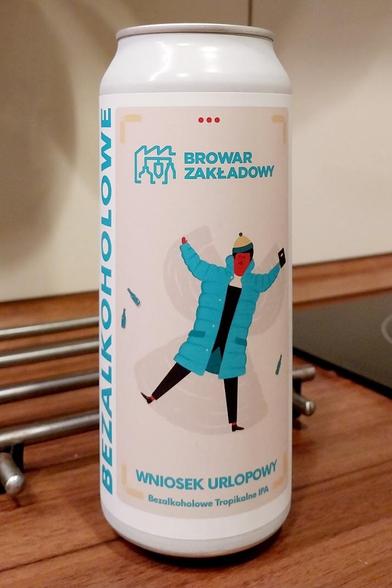 BEZALKOHOLOWE
BROWAR
ZAKŁADOWY
WNIOSEK URLOPOWY
Bezalkoholowe Tropikalne IPA